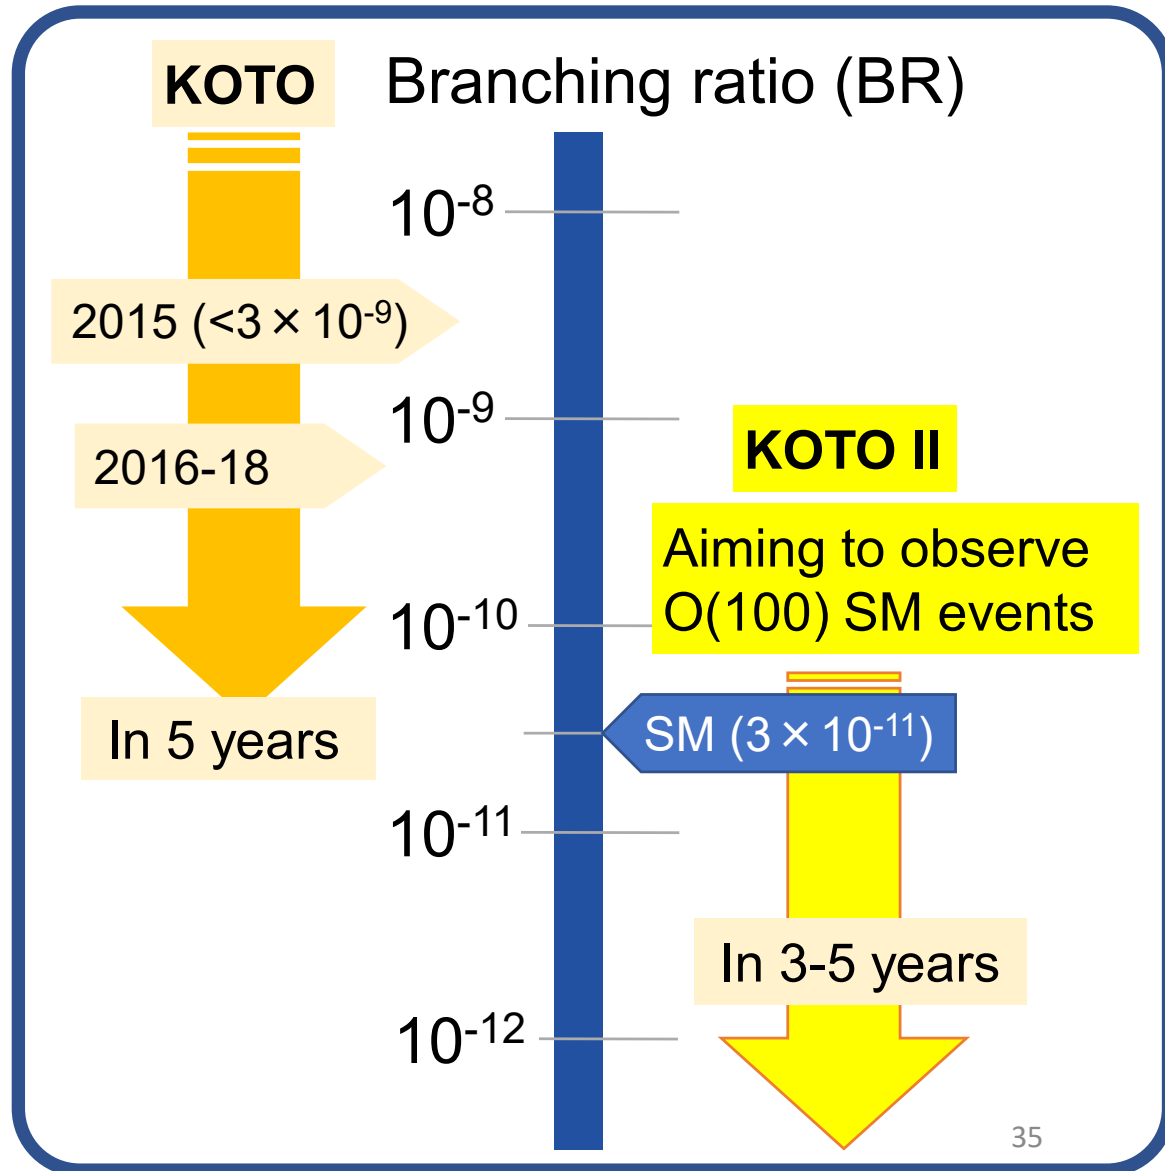 KOTO
Branching ratio (BR)
10⁻⁸
2015 (<3 × 10⁻⁹)
10⁻⁹
2016-18
KOTO II
Aiming to observe
O(100) SM events
10⁻¹⁰
In 5 years
SM (3 × 10⁻¹¹)
10⁻¹¹
In 3-5 years
10⁻¹²
35